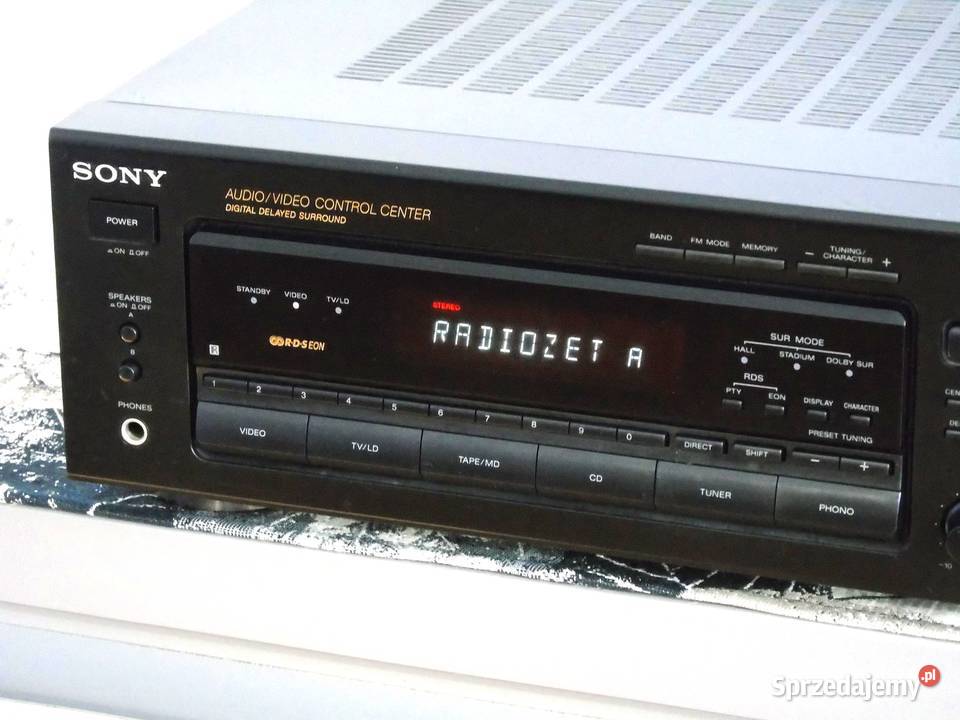 SONY
AUDIO/VIDEO CONTROL CENTER
DIGITAL DELAYED SURROUND
POWER
ON OFF
SPEAKERS
ON OFF
A
B
PHONES
BAND FM MODE MEMORY
− TUNING/ +
CHARACTER
STANDBY VIDEO TV/LD
R·D·S EON
STEREO
RADIOZET A
SUR MODE
HALL STADIUM DOLBY SUR
RDS
PTY EON DISPLAY CHARACTER
PRESET TUNING
1 2 3 4 5 6 7 8 9 0 DIRECT SHIFT − +
VIDEO TV/LD TAPE/MD CD TUNER PHONO
−10
Sprzedajemy .pl